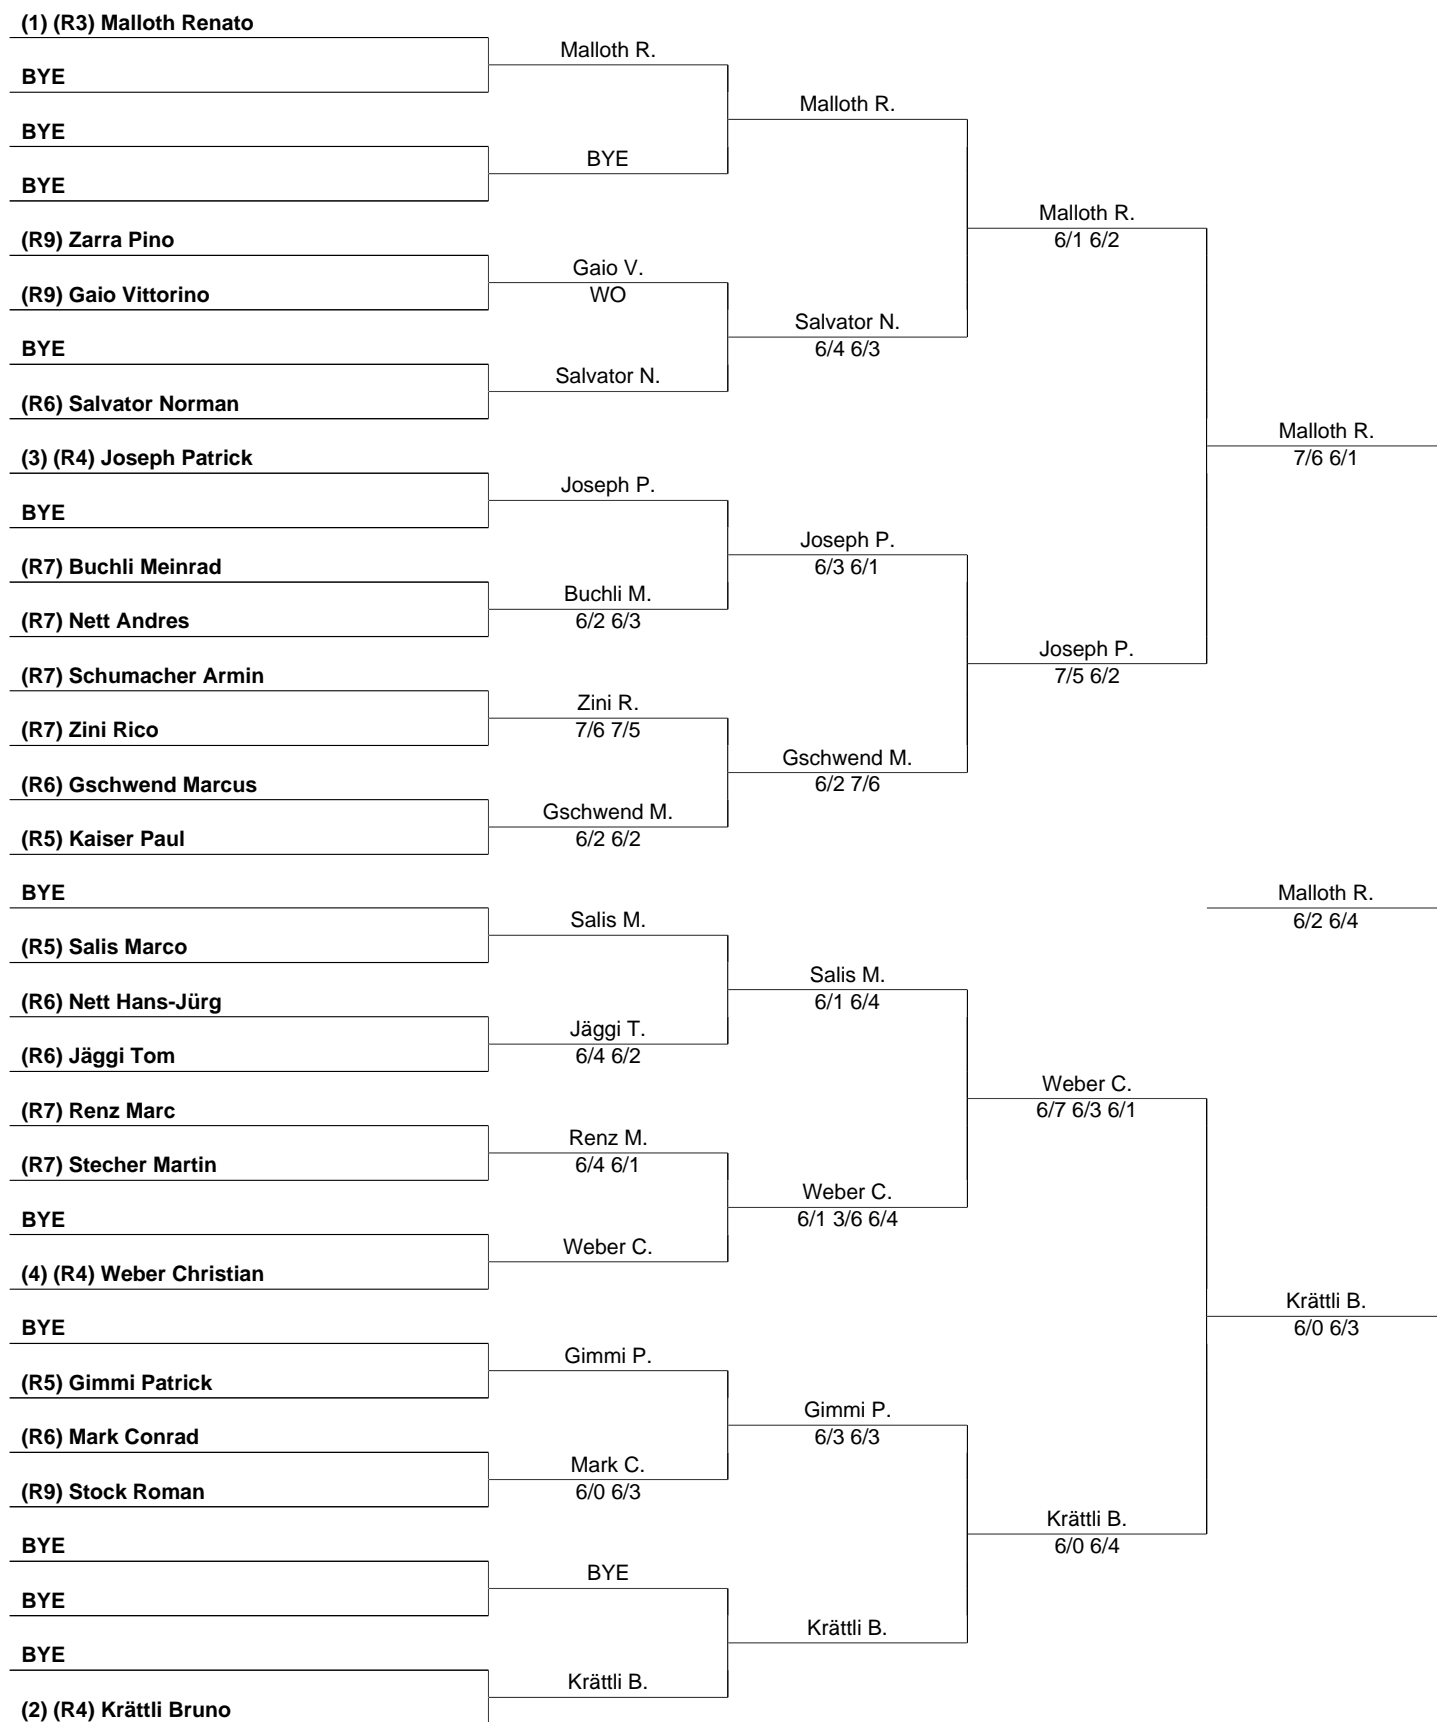 (1) (R3) Malloth Renato
BYE
BYE
BYE
(R9) Zarra Pino
(R9) Gaio Vittorino
BYE
(R6) Salvator Norman
(3) (R4) Joseph Patrick
BYE
(R7) Buchli Meinrad
(R7) Nett Andres
(R7) Schumacher Armin
(R7) Zini Rico
(R6) Gschwend Marcus
(R5) Kaiser Paul
BYE
(R5) Salis Marco
(R6) Nett Hans-Jürg
(R6) Jäggi Tom
(R7) Renz Marc
(R7) Stecher Martin
BYE
(4) (R4) Weber Christian
BYE
(R5) Gimmi Patrick
(R6) Mark Conrad
(R9) Stock Roman
BYE
BYE
BYE
(2) (R4) Krättli Bruno
Malloth R.
BYE
Gaio V.
WO
Salvator N.
Joseph P.
Buchli M.
6/2 6/3
Zini R.
7/6 7/5
Gschwend M.
6/2 6/2
Salis M.
Jäggi T.
6/4 6/2
Renz M.
6/4 6/1
Weber C.
Gimmi P.
Mark C.
6/0 6/3
BYE
Krättli B.
Malloth R.
Salvator N.
6/4 6/3
Joseph P.
6/3 6/1
Gschwend M.
6/2 7/6
Salis M.
6/1 6/4
Weber C.
6/1 3/6 6/4
Gimmi P.
6/3 6/3
Krättli B.
Malloth R.
6/1 6/2
Joseph P.
7/5 6/2
Weber C.
6/7 6/3 6/1
Krättli B.
6/0 6/4
Malloth R.
7/6 6/1
Malloth R.
6/2 6/4
Krättli B.
6/0 6/3